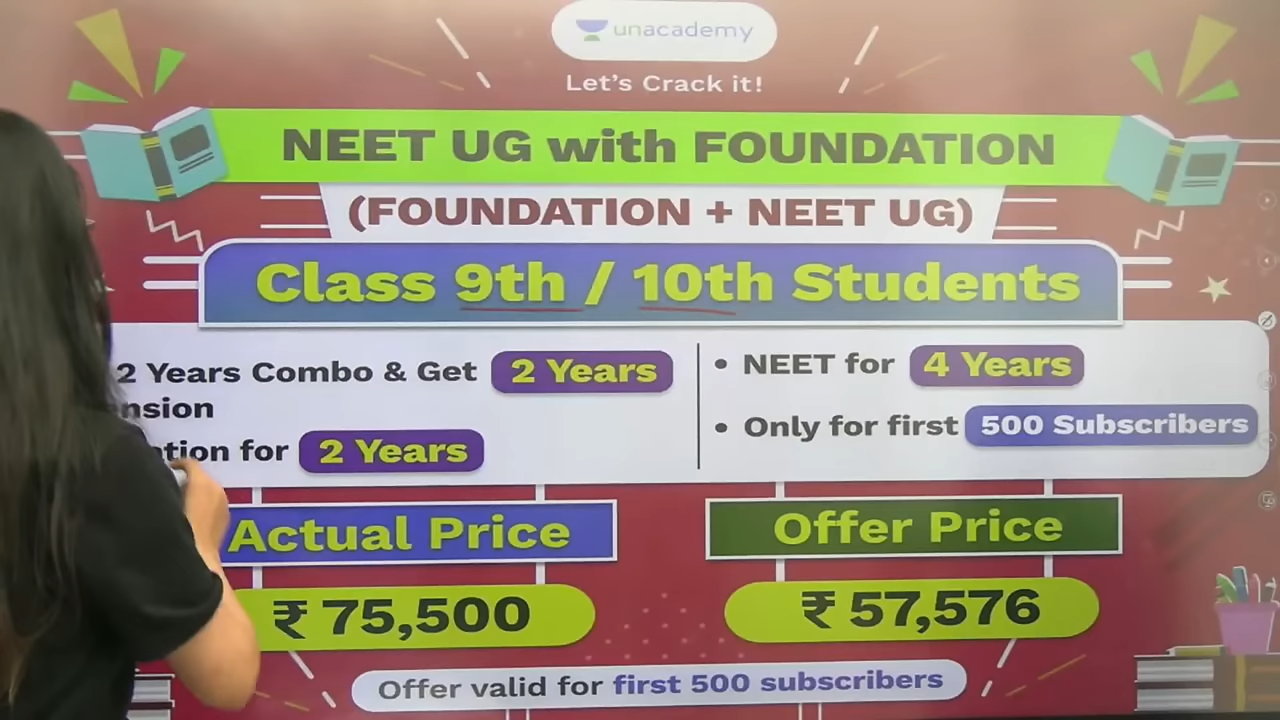 unacademy
Let's Crack it!
NEET UG with FOUNDATION
(FOUNDATION + NEET UG)
Class 9th / 10th Students
2 Years Combo & Get 2 Years
nsion
ation for 2 Years
• NEET for 4 Years
• Only for first 500 Subscribers
Actual Price
₹ 75,500
Offer Price
₹ 57,576
Offer valid for first 500 subscribers